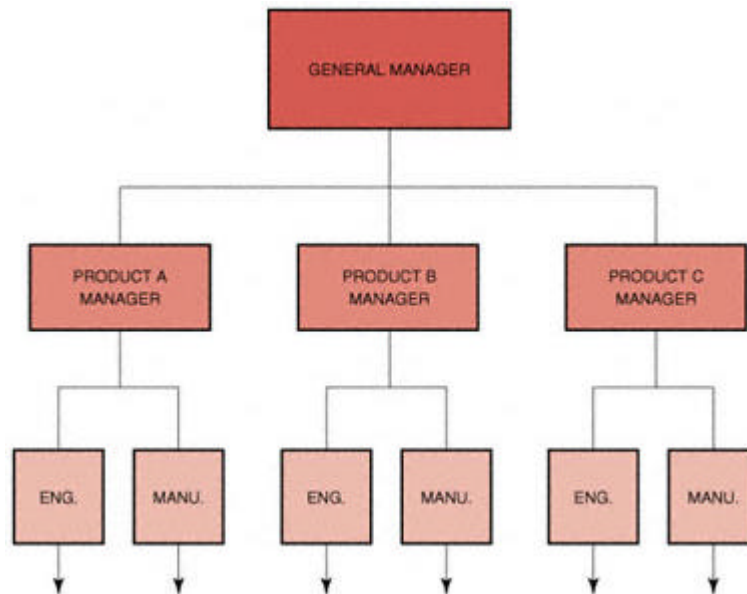 GENERAL MANAGER
PRODUCT A
MANAGER
PRODUCT B
MANAGER
PRODUCT C
MANAGER
ENG.
MANU.
ENG.
MANU.
ENG.
MANU.